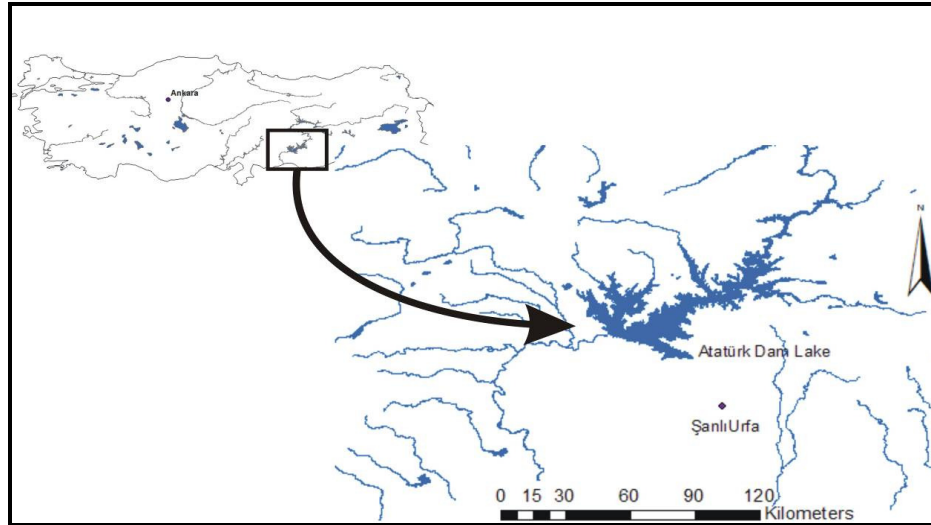 Ankara
N
Atatürk Dam Lake
ŞanlıUrfa
0 15 30 60 90 120
Kilometers